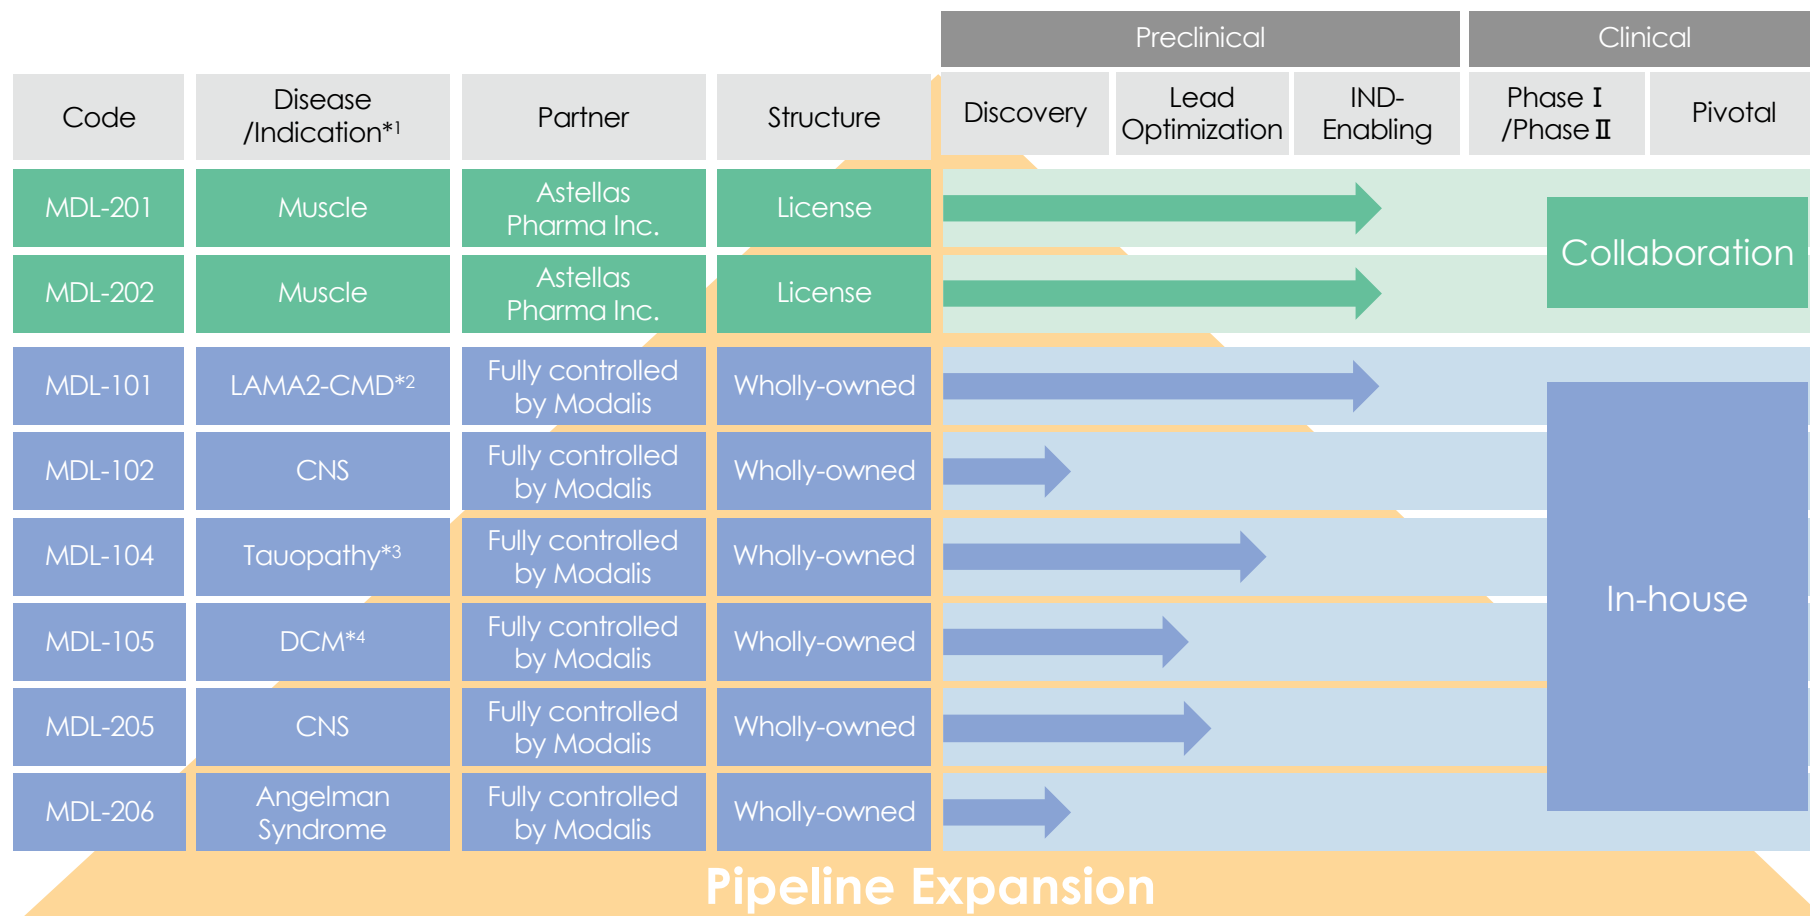 Preclinical
Clinical
Code
Disease
/Indication*1
Partner
Structure
Discovery
Lead
Optimization
IND-
Enabling
Phase Ⅰ
/Phase Ⅱ
Pivotal
MDL-201
Muscle
Astellas
Pharma Inc.
License
MDL-202
Muscle
Astellas
Pharma Inc.
License
Collaboration
MDL-101
LAMA2-CMD*2
Fully controlled
by Modalis
Wholly-owned
MDL-102
CNS
Fully controlled
by Modalis
Wholly-owned
MDL-104
Tauopathy*3
Fully controlled
by Modalis
Wholly-owned
MDL-105
DCM*4
Fully controlled
by Modalis
Wholly-owned
MDL-205
CNS
Fully controlled
by Modalis
Wholly-owned
MDL-206
Angelman
Syndrome
Fully controlled
by Modalis
Wholly-owned
In-house
Pipeline Expansion